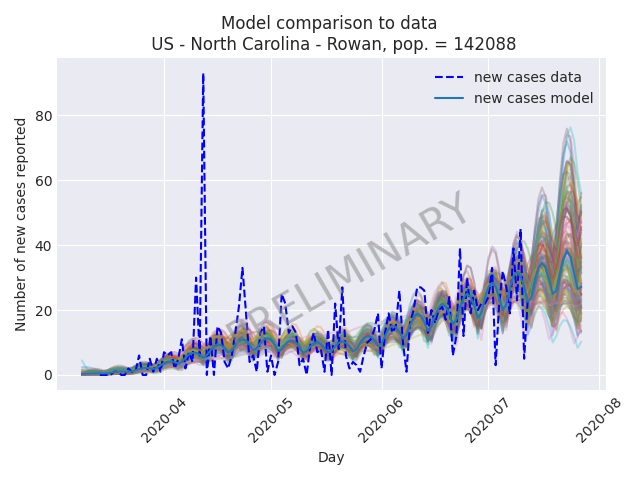 Model comparison to data
US - North Carolina - Rowan, pop. = 142088
new cases data
new cases model
Number of new cases reported
80
60
40
20
0
PRELIMINARY
2020-04
2020-05
2020-06
2020-07
2020-08
Day